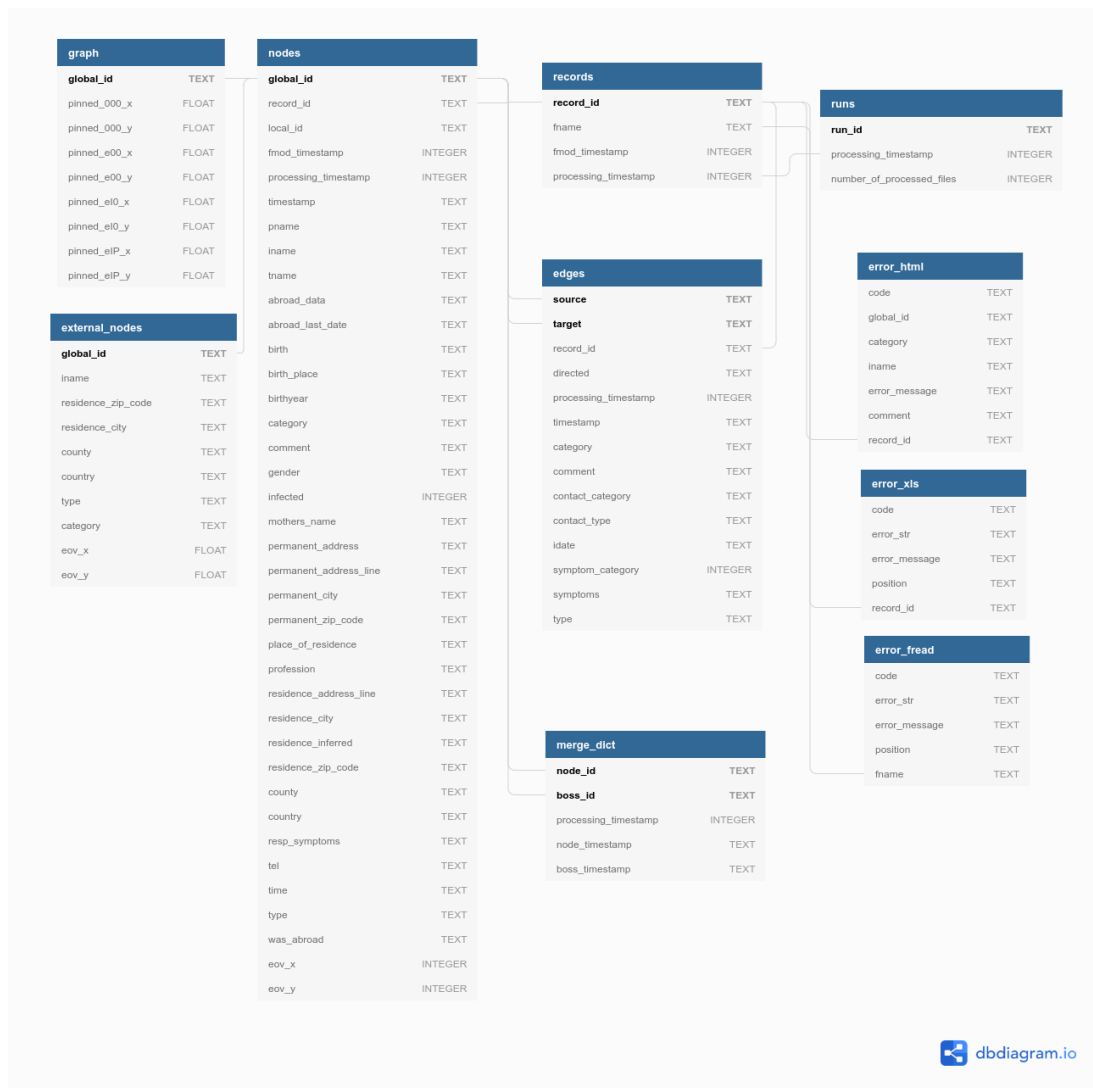 graph
global_id TEXT
pinned_000_x FLOAT
pinned_000_y FLOAT
pinned_e00_x FLOAT
pinned_e00_y FLOAT
pinned_eI0_x FLOAT
pinned_eI0_y FLOAT
pinned_eIP_x FLOAT
pinned_eIP_y FLOAT
external_nodes
global_id TEXT
iname TEXT
residence_zip_code TEXT
residence_city TEXT
county TEXT
country TEXT
type TEXT
category TEXT
eov_x FLOAT
eov_y FLOAT
nodes
global_id TEXT
record_id TEXT
local_id TEXT
fmod_timestamp INTEGER
processing_timestamp INTEGER
timestamp TEXT
pname TEXT
iname TEXT
tname TEXT
abroad_data TEXT
abroad_last_date TEXT
birth TEXT
birth_place TEXT
birthyear TEXT
category TEXT
comment TEXT
gender TEXT
infected INTEGER
mothers_name TEXT
permanent_address TEXT
permanent_address_line TEXT
permanent_city TEXT
permanent_zip_code TEXT
place_of_residence TEXT
profession TEXT
residence_address_line TEXT
residence_city TEXT
residence_inferred TEXT
residence_zip_code TEXT
county TEXT
country TEXT
resp_symptoms TEXT
tel TEXT
time TEXT
type TEXT
was_abroad TEXT
eov_x INTEGER
eov_y INTEGER
records
record_id TEXT
fname TEXT
fmod_timestamp INTEGER
processing_timestamp INTEGER
edges
source TEXT
target TEXT
record_id TEXT
directed TEXT
processing_timestamp INTEGER
timestamp TEXT
category TEXT
comment TEXT
contact_category TEXT
contact_type TEXT
idate TEXT
symptom_category INTEGER
symptoms TEXT
type TEXT
merge_dict
node_id TEXT
boss_id TEXT
processing_timestamp INTEGER
node_timestamp TEXT
boss_timestamp TEXT
runs
run_id TEXT
processing_timestamp INTEGER
number_of_processed_files INTEGER
error_html
code TEXT
global_id TEXT
category TEXT
iname TEXT
error_message TEXT
comment TEXT
record_id TEXT
error_xls
code TEXT
error_str TEXT
error_message TEXT
position TEXT
record_id TEXT
error_fread
code TEXT
error_str TEXT
error_message TEXT
position TEXT
fname TEXT
dbdiagram.io